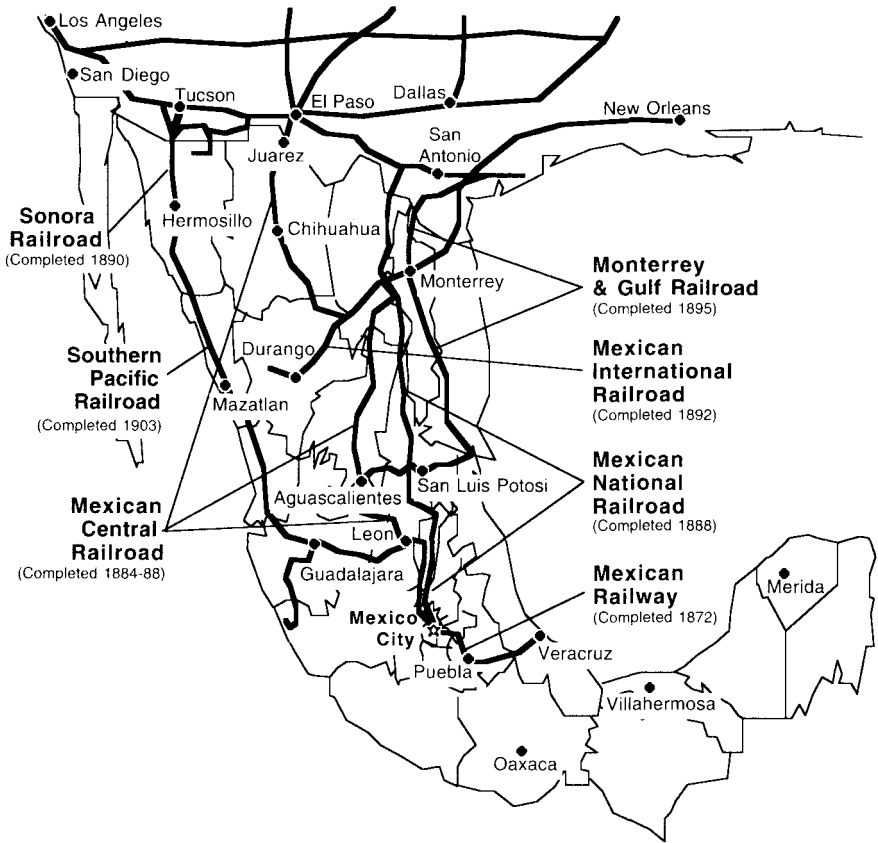 Los Angeles
San Diego
Tucson
El Paso
Dallas
New Orleans
San
Antonio
Juarez
Sonora
Railroad
(Completed 1890)
Hermosillo
Chihuahua
Monterrey
Monterrey
& Gulf Railroad
(Completed 1895)
Southern
Pacific
Railroad
(Completed 1903)
Durango
Mazatlan
Mexican
International
Railroad
(Completed 1892)
Mexican
Central
Railroad
(Completed 1884-88)
Aguascalientes
San Luis Potosi
Mexican
National
Railroad
(Completed 1888)
Leon
Guadalajara
Mexico
City
Mexican
Railway
(Completed 1872)
Puebla
Veracruz
Merida
Villahermosa
Oaxaca